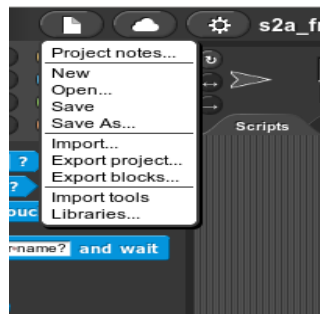 s2a_fr
Project notes...
New
Open...
Save
Save As...
Import...
Export project...
Export blocks...
Import tools
Libraries...
Scripts
?
?
name? and wait